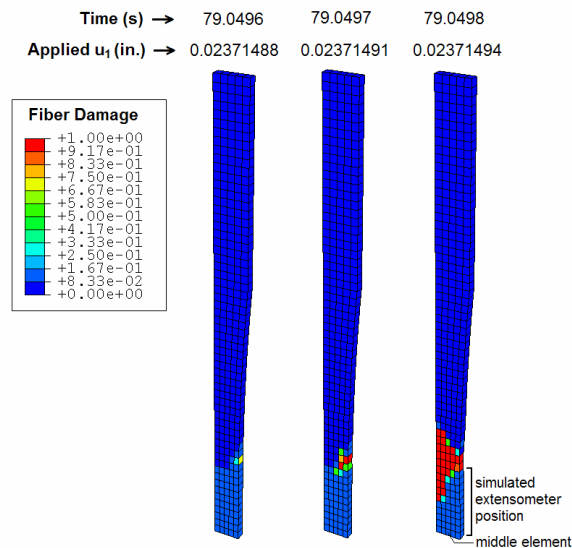 Time (s) → 79.0496 79.0497 79.0498
Applied u₁ (in.) → 0.02371488 0.02371491 0.02371494
Fiber Damage
+1.00e+00
+9.17e-01
+8.33e-01
+7.50e-01
+6.67e-01
+5.83e-01
+5.00e-01
+4.17e-01
+3.33e-01
+2.50e-01
+1.67e-01
+8.33e-02
+0.00e+00
simulated
extensometer
position
middle element